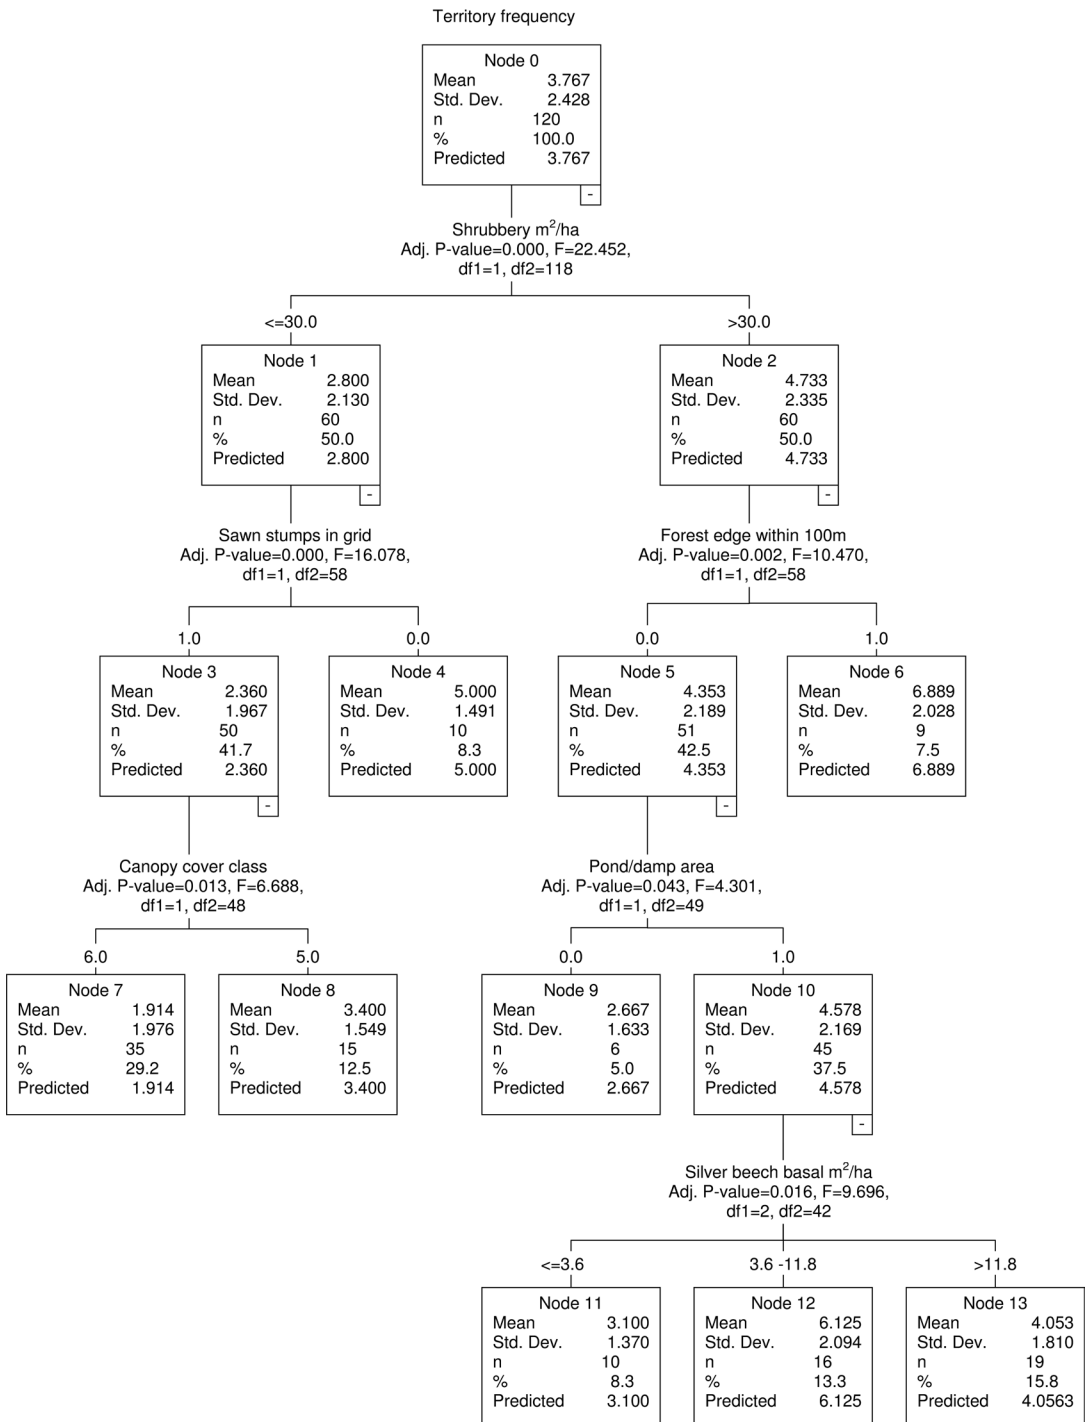 Territory frequency
Node 0
Mean 3.767
Std. Dev. 2.428
n 120
% 100.0
Predicted 3.767
-
Shrubbery m²/ha
Adj. P-value=0.000, F=22.452,
df1=1, df2=118
<=30.0
>30.0
Node 1
Mean 2.800
Std. Dev. 2.130
n 60
% 50.0
Predicted 2.800
-
Node 2
Mean 4.733
Std. Dev. 2.335
n 60
% 50.0
Predicted 4.733
-
Sawn stumps in grid
Adj. P-value=0.000, F=16.078,
df1=1, df2=58
Forest edge within 100m
Adj. P-value=0.002, F=10.470,
df1=1, df2=58
1.0
0.0
0.0
1.0
Node 3
Mean 2.360
Std. Dev. 1.967
n 50
% 41.7
Predicted 2.360
-
Node 4
Mean 5.000
Std. Dev. 1.491
n 10
% 8.3
Predicted 5.000
Node 5
Mean 4.353
Std. Dev. 2.189
n 51
% 42.5
Predicted 4.353
-
Node 6
Mean 6.889
Std. Dev. 2.028
n 9
% 7.5
Predicted 6.889
Canopy cover class
Adj. P-value=0.013, F=6.688,
df1=1, df2=48
Pond/damp area
Adj. P-value=0.043, F=4.301,
df1=1, df2=49
6.0
5.0
0.0
1.0
Node 7
Mean 1.914
Std. Dev. 1.976
n 35
% 29.2
Predicted 1.914
Node 8
Mean 3.400
Std. Dev. 1.549
n 15
% 12.5
Predicted 3.400
Node 9
Mean 2.667
Std. Dev. 1.633
n 6
% 5.0
Predicted 2.667
Node 10
Mean 4.578
Std. Dev. 2.169
n 45
% 37.5
Predicted 4.578
-
Silver beech basal m²/ha
Adj. P-value=0.016, F=9.696,
df1=2, df2=42
<=3.6
3.6 -11.8
>11.8
Node 11
Mean 3.100
Std. Dev. 1.370
n 10
% 8.3
Predicted 3.100
Node 12
Mean 6.125
Std. Dev. 2.094
n 16
% 13.3
Predicted 6.125
Node 13
Mean 4.053
Std. Dev. 1.810
n 19
% 15.8
Predicted 4.0563